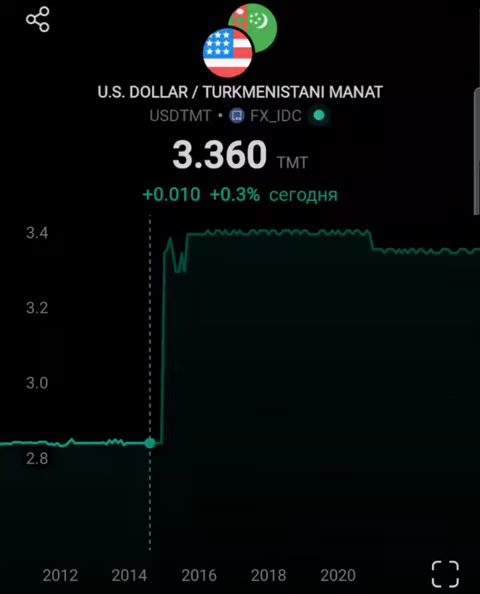 U.S. DOLLAR / TURKMENISTANI MANAT
USDTMT • FX_IDC
3.360 TMT
+0.010 +0.3% сегодня
3.4
3.2
3.0
2.8
2012 2014 2016 2018 2020